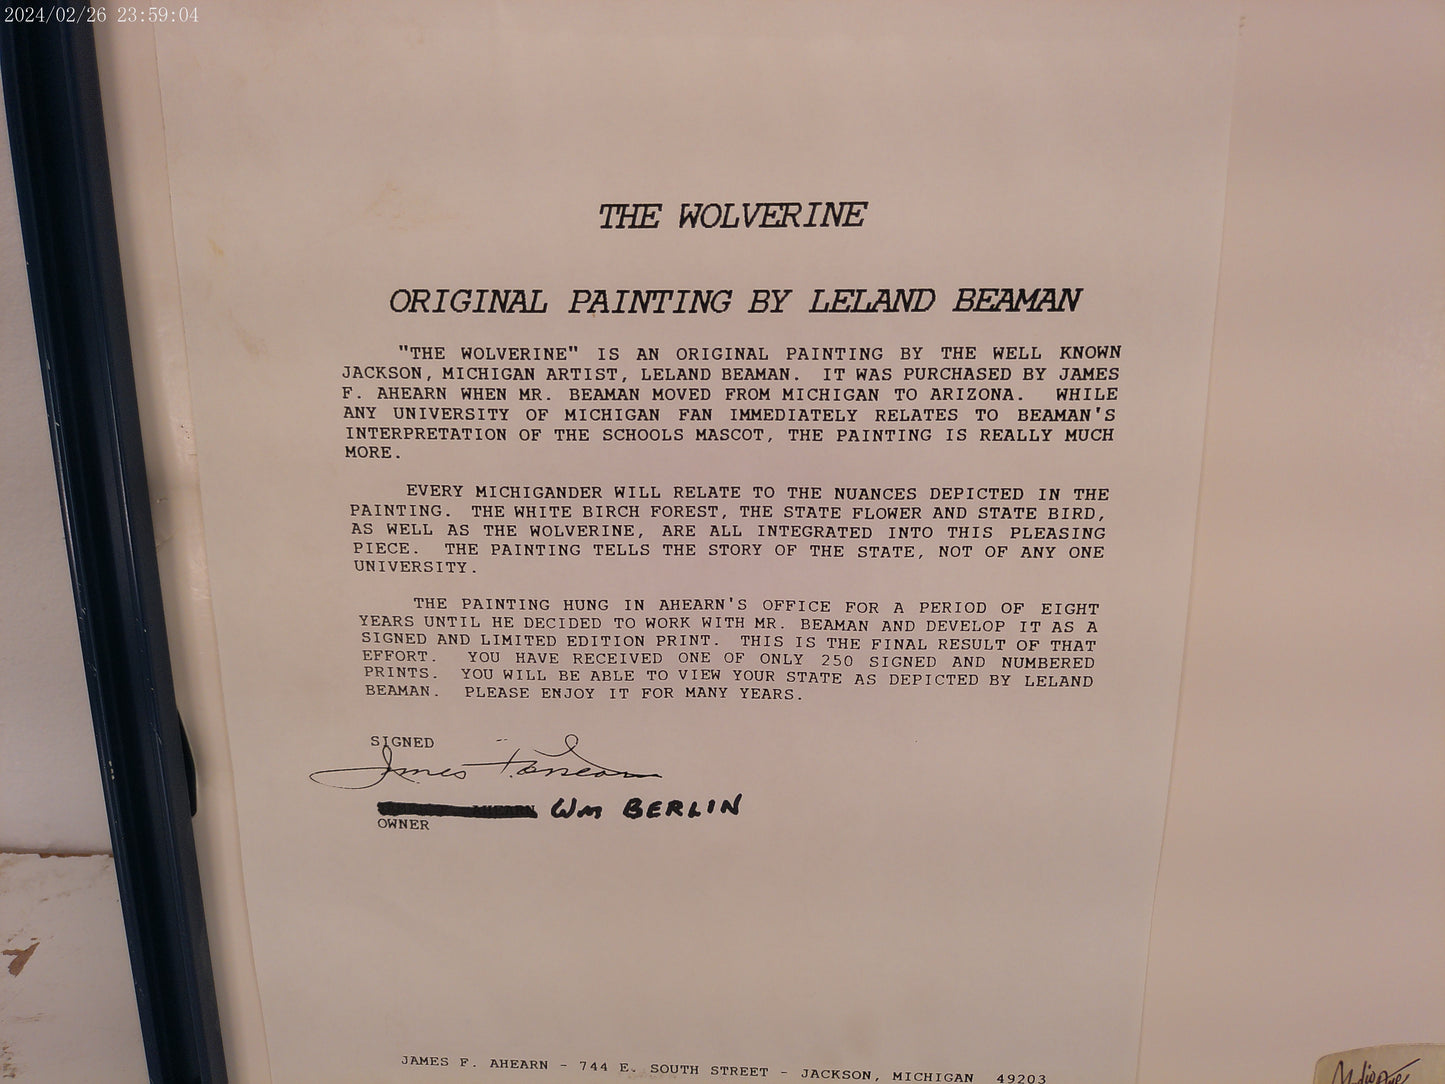 2024/02/26 23:59:04
THE WOLVERINE
ORIGINAL PAINTING BY LELAND BEAMAN
"THE WOLVERINE" IS AN ORIGINAL PAINTING BY THE WELL KNOWN
JACKSON, MICHIGAN ARTIST, LELAND BEAMAN. IT WAS PURCHASED BY JAMES
F. AHEARN WHEN MR. BEAMAN MOVED FROM MICHIGAN TO ARIZONA. WHILE
ANY UNIVERSITY OF MICHIGAN FAN IMMEDIATELY RELATES TO BEAMAN'S
INTERPRETATION OF THE SCHOOLS MASCOT, THE PAINTING IS REALLY MUCH
MORE.
EVERY MICHIGANDER WILL RELATE TO THE NUANCES DEPICTED IN THE
PAINTING. THE WHITE BIRCH FOREST, THE STATE FLOWER AND STATE BIRD,
AS WELL AS THE WOLVERINE, ARE ALL INTEGRATED INTO THIS PLEASING
PIECE. THE PAINTING TELLS THE STORY OF THE STATE, NOT OF ANY ONE
UNIVERSITY.
THE PAINTING HUNG IN AHEARN'S OFFICE FOR A PERIOD OF EIGHT
YEARS UNTIL HE DECIDED TO WORK WITH MR. BEAMAN AND DEVELOP IT AS A
SIGNED AND LIMITED EDITION PRINT. THIS IS THE FINAL RESULT OF THAT
EFFORT. YOU HAVE RECEIVED ONE OF ONLY 250 SIGNED AND NUMBERED
PRINTS. YOU WILL BE ABLE TO VIEW YOUR STATE AS DEPICTED BY LELAND
BEAMAN. PLEASE ENJOY IT FOR MANY YEARS.
SIGNED
James F. Ahearn
AHEARN Wm BERLIN
OWNER
JAMES F. AHEARN - 744 E. SOUTH STREET - JACKSON, MICHIGAN 49203